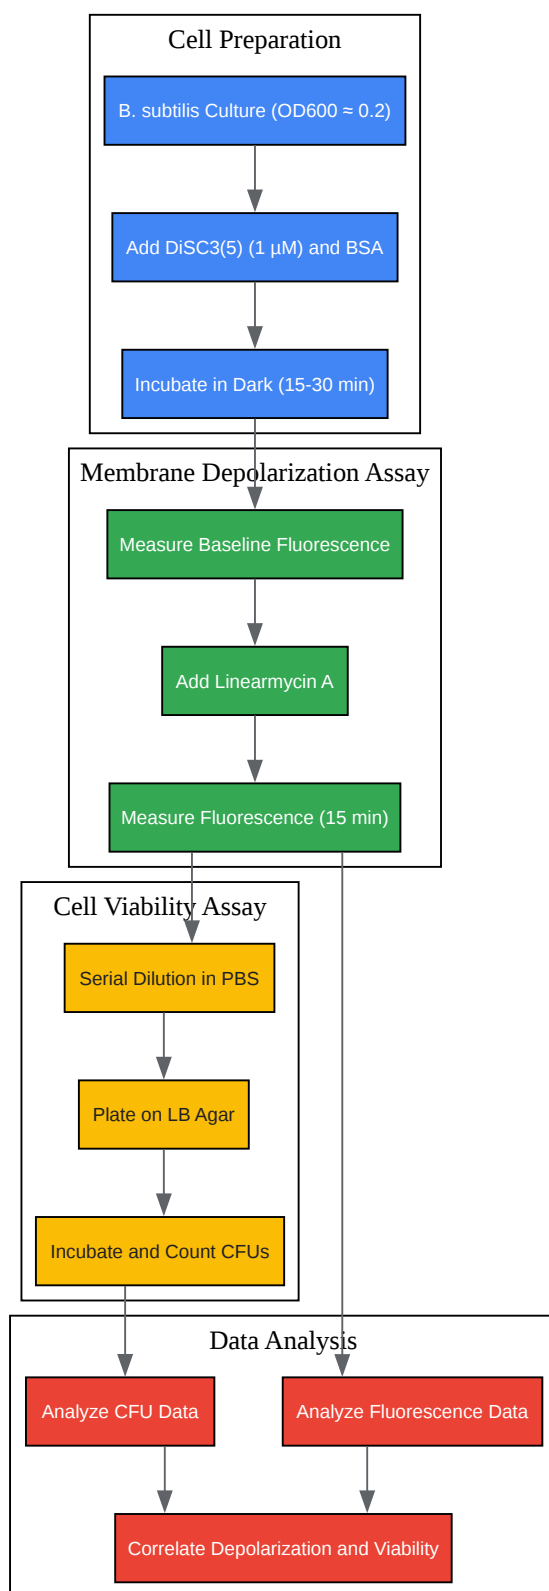 Cell Preparation
B. subtilis Culture (OD600 ≈ 0.2)
Add DiSC3(5) (1 µM) and BSA
Incubate in Dark (15-30 min)
Membrane Depolarization Assay
Measure Baseline Fluorescence
Add Linearmycin A
Measure Fluorescence (15 min)
Cell Viability Assay
Serial Dilution in PBS
Plate on LB Agar
Incubate and Count CFUs
Data Analysis
Analyze CFU Data
Analyze Fluorescence Data
Correlate Depolarization and Viability